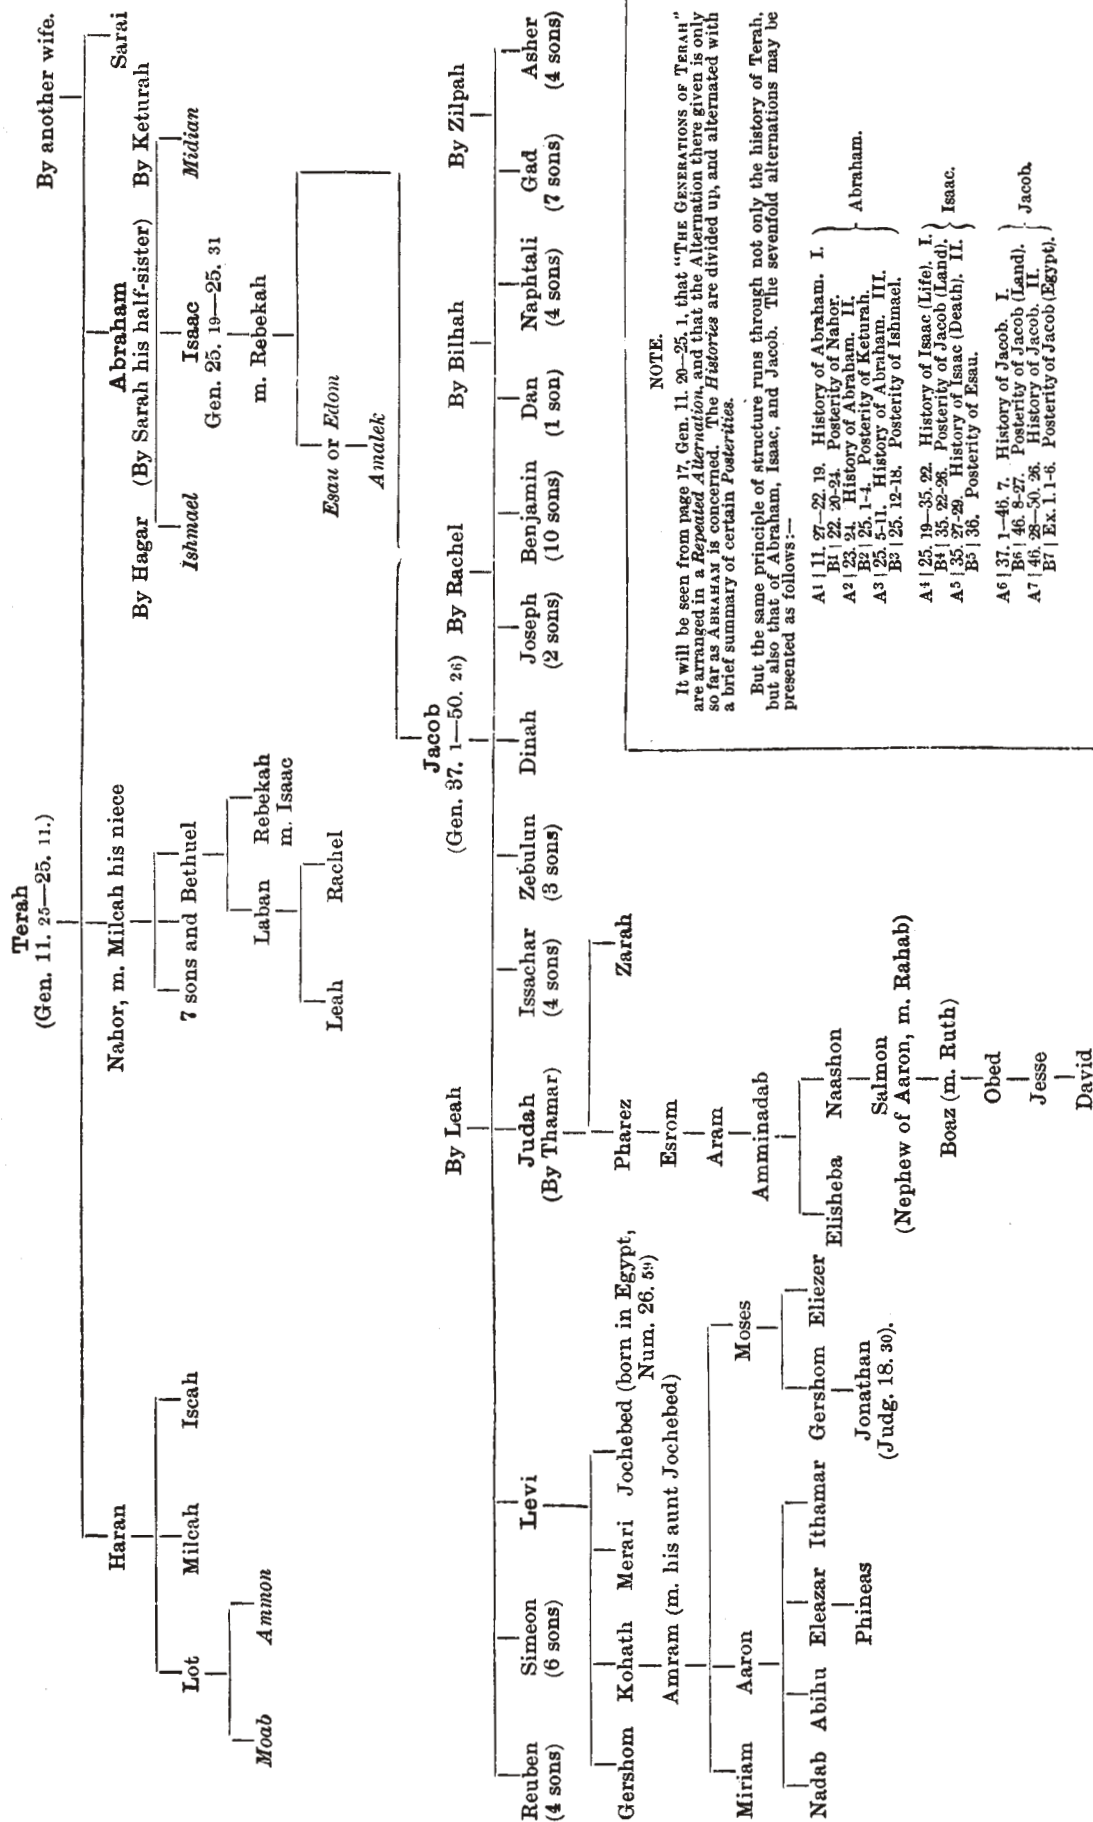 Terah
(Gen. 11. 25—25. 11.)
By another wife.
Haran
Nahor, m. Milcah his niece
Abraham
Sarai
By Hagar (By Sarah his half-sister) By Keturah
Lot Milcah Iscah
7 sons and Bethuel
Ishmael Isaac Midian
Gen. 25. 19—25. 31
Moab Ammon
Laban Rebekah
m. Isaac
m. Rebekah
Leah Rachel
Esau or Edom
Amalek
Jacob
(Gen. 37. 1—50. 26)
By Leah By Rachel By Bilhah By Zilpah
Reuben Simeon Levi Judah Issachar Zebulun Dinah Joseph Benjamin Dan Naphtali Gad Asher
(4 sons) (6 sons) (By Thamar) (4 sons) (3 sons) (2 sons) (10 sons) (1 son) (4 sons) (7 sons) (4 sons)
Gershom Kohath Merari Jochebed (born in Egypt,
Num. 26. 59)
Pharez Zarah
Amram (m. his aunt Jochebed)
Esrom
Aram
Miriam Aaron Moses
Amminadab
Nadab Abihu Eleazar Ithamar Gershom Eliezer
Elisheba Naashon
Phineas
Jonathan
(Judg. 18. 30).
Salmon
(Nephew of Aaron, m. Rahab)
Boaz (m. Ruth)
Obed
Jesse
David
NOTE.
It will be seen from page 17, Gen. 11. 20—25. 1, that "THE GENERATIONS OF TERAH"
are arranged in a Repeated Alternation, and that the Alternation there given is only
so far as ABRAHAM is concerned. The Histories are divided up, and alternated with
a brief summary of certain Posterities.
But the same principle of structure runs through not only the history of Terah,
but also that of Abraham, Isaac, and Jacob. The sevenfold alternations may be
presented as follows:—
A1 | 11. 27—22. 19. History of Abraham. I.
B1 | 22. 20-24. Posterity of Nahor.
A2 | 23. 24. History of Abraham. II.
B2 | 25. 1-4. Posterity of Keturah.
A3 | 25. 5-11. History of Abraham. III.
B3 | 25. 12-18. Posterity of Ishmael.
Abraham.
A4 | 25. 19—35. 22. History of Isaac (Life). I.
B4 | 35. 22-26. Posterity of Jacob (Land).
A5 | 35. 27-29. History of Isaac (Death). II.
B5 | 36. Posterity of Esau.
Isaac.
A6 | 37. 1—46. 7. History of Jacob. I.
B6 | 46. 8-27. Posterity of Jacob (Land).
A7 | 46. 28—50. 26. History of Jacob. II.
B7 | Ex. 1. 1-6. Posterity of Jacob (Egypt).
Jacob.